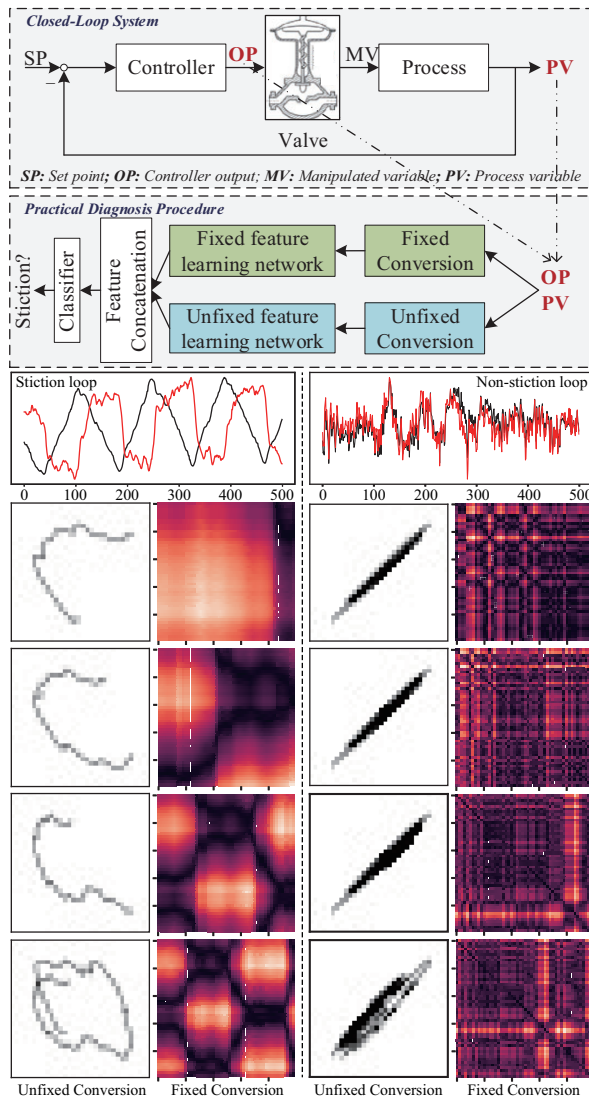 Closed-Loop System
SP
Controller
OP
MV
Process
PV
−
Valve
SP: Set point; OP: Controller output; MV: Manipulated variable; PV: Process variable
Practical Diagnosis Procedure
Stiction?
Classifier
Feature
Concatenation
Fixed feature
learning network
Fixed
Conversion
Unfixed feature
learning network
Unfixed
Conversion
OP
PV
Stiction loop
Non-stiction loop
0 100 200 300 400 500
0 100 200 300 400 500
Unfixed Conversion Fixed Conversion Unfixed Conversion Fixed Conversion